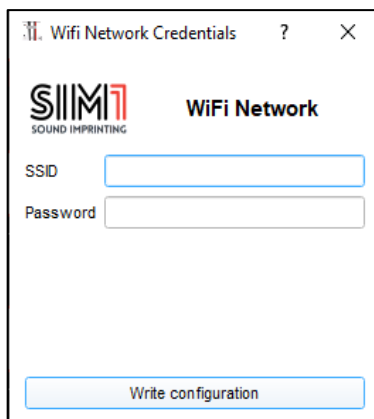 Wifi Network Credentials ?
SIM1
SOUND IMPRINTING
WiFi Network
SSID
Password
Write configuration